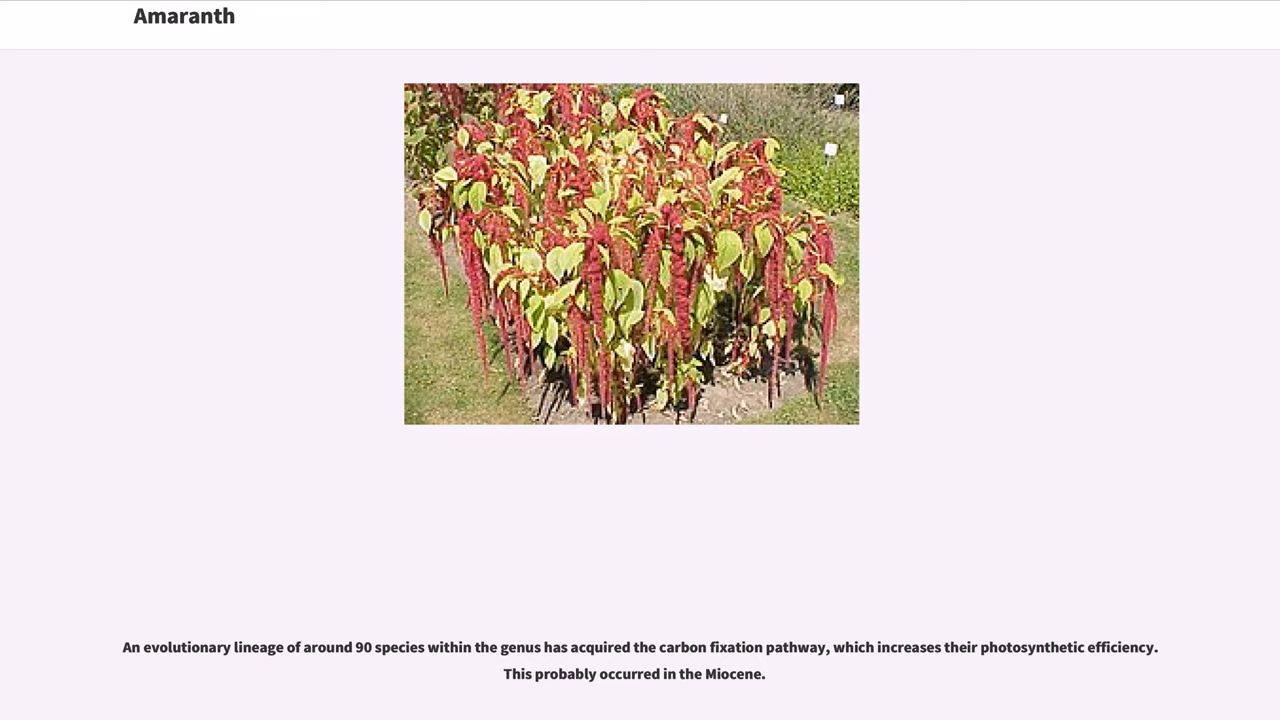 Amaranth
An evolutionary lineage of around 90 species within the genus has acquired the carbon fixation pathway, which increases their photosynthetic efficiency.
This probably occurred in the Miocene.